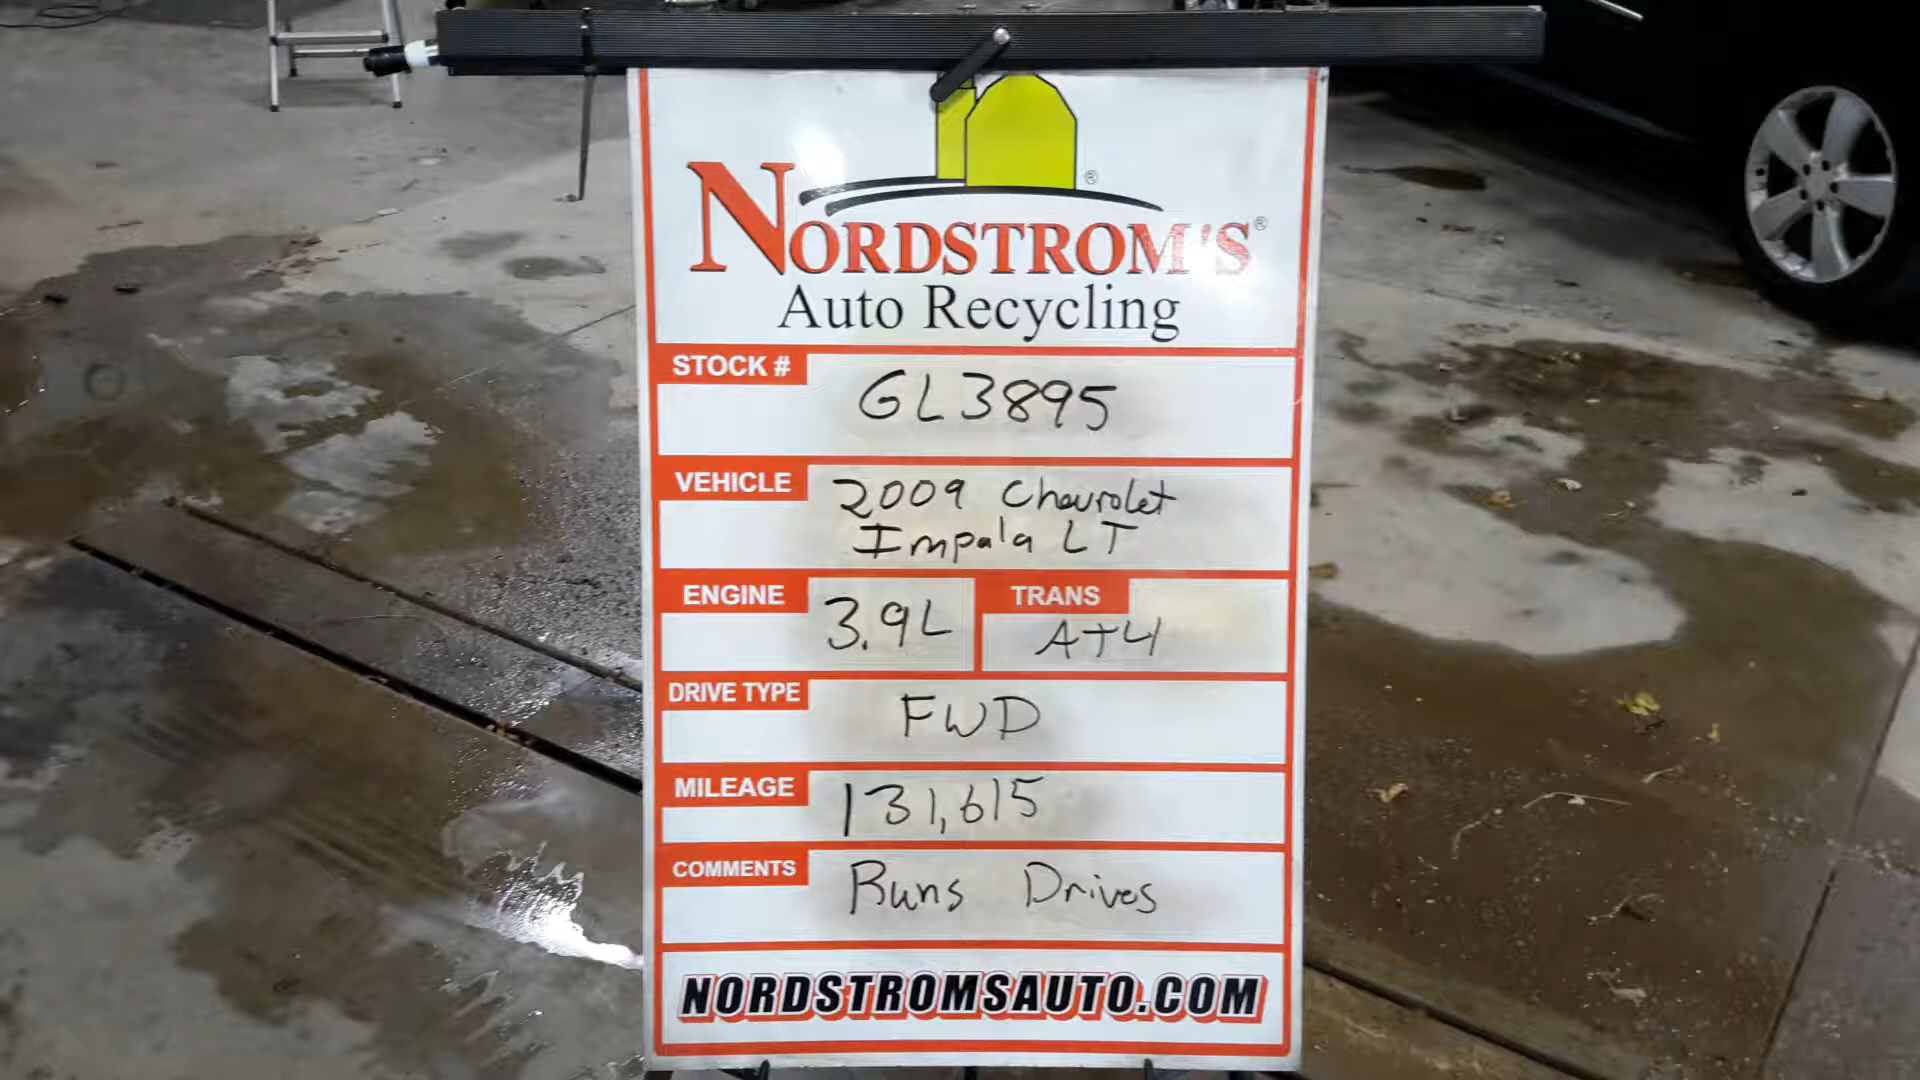 NORDSTROM'S®
Auto Recycling
STOCK # GL3895
VEHICLE 2009 Chevrolet
Impala LT
ENGINE 3.9L TRANS AT4
DRIVE TYPE FWD
MILEAGE 131,615
COMMENTS Runs Drives
NORDSTROMSAUTO.COM